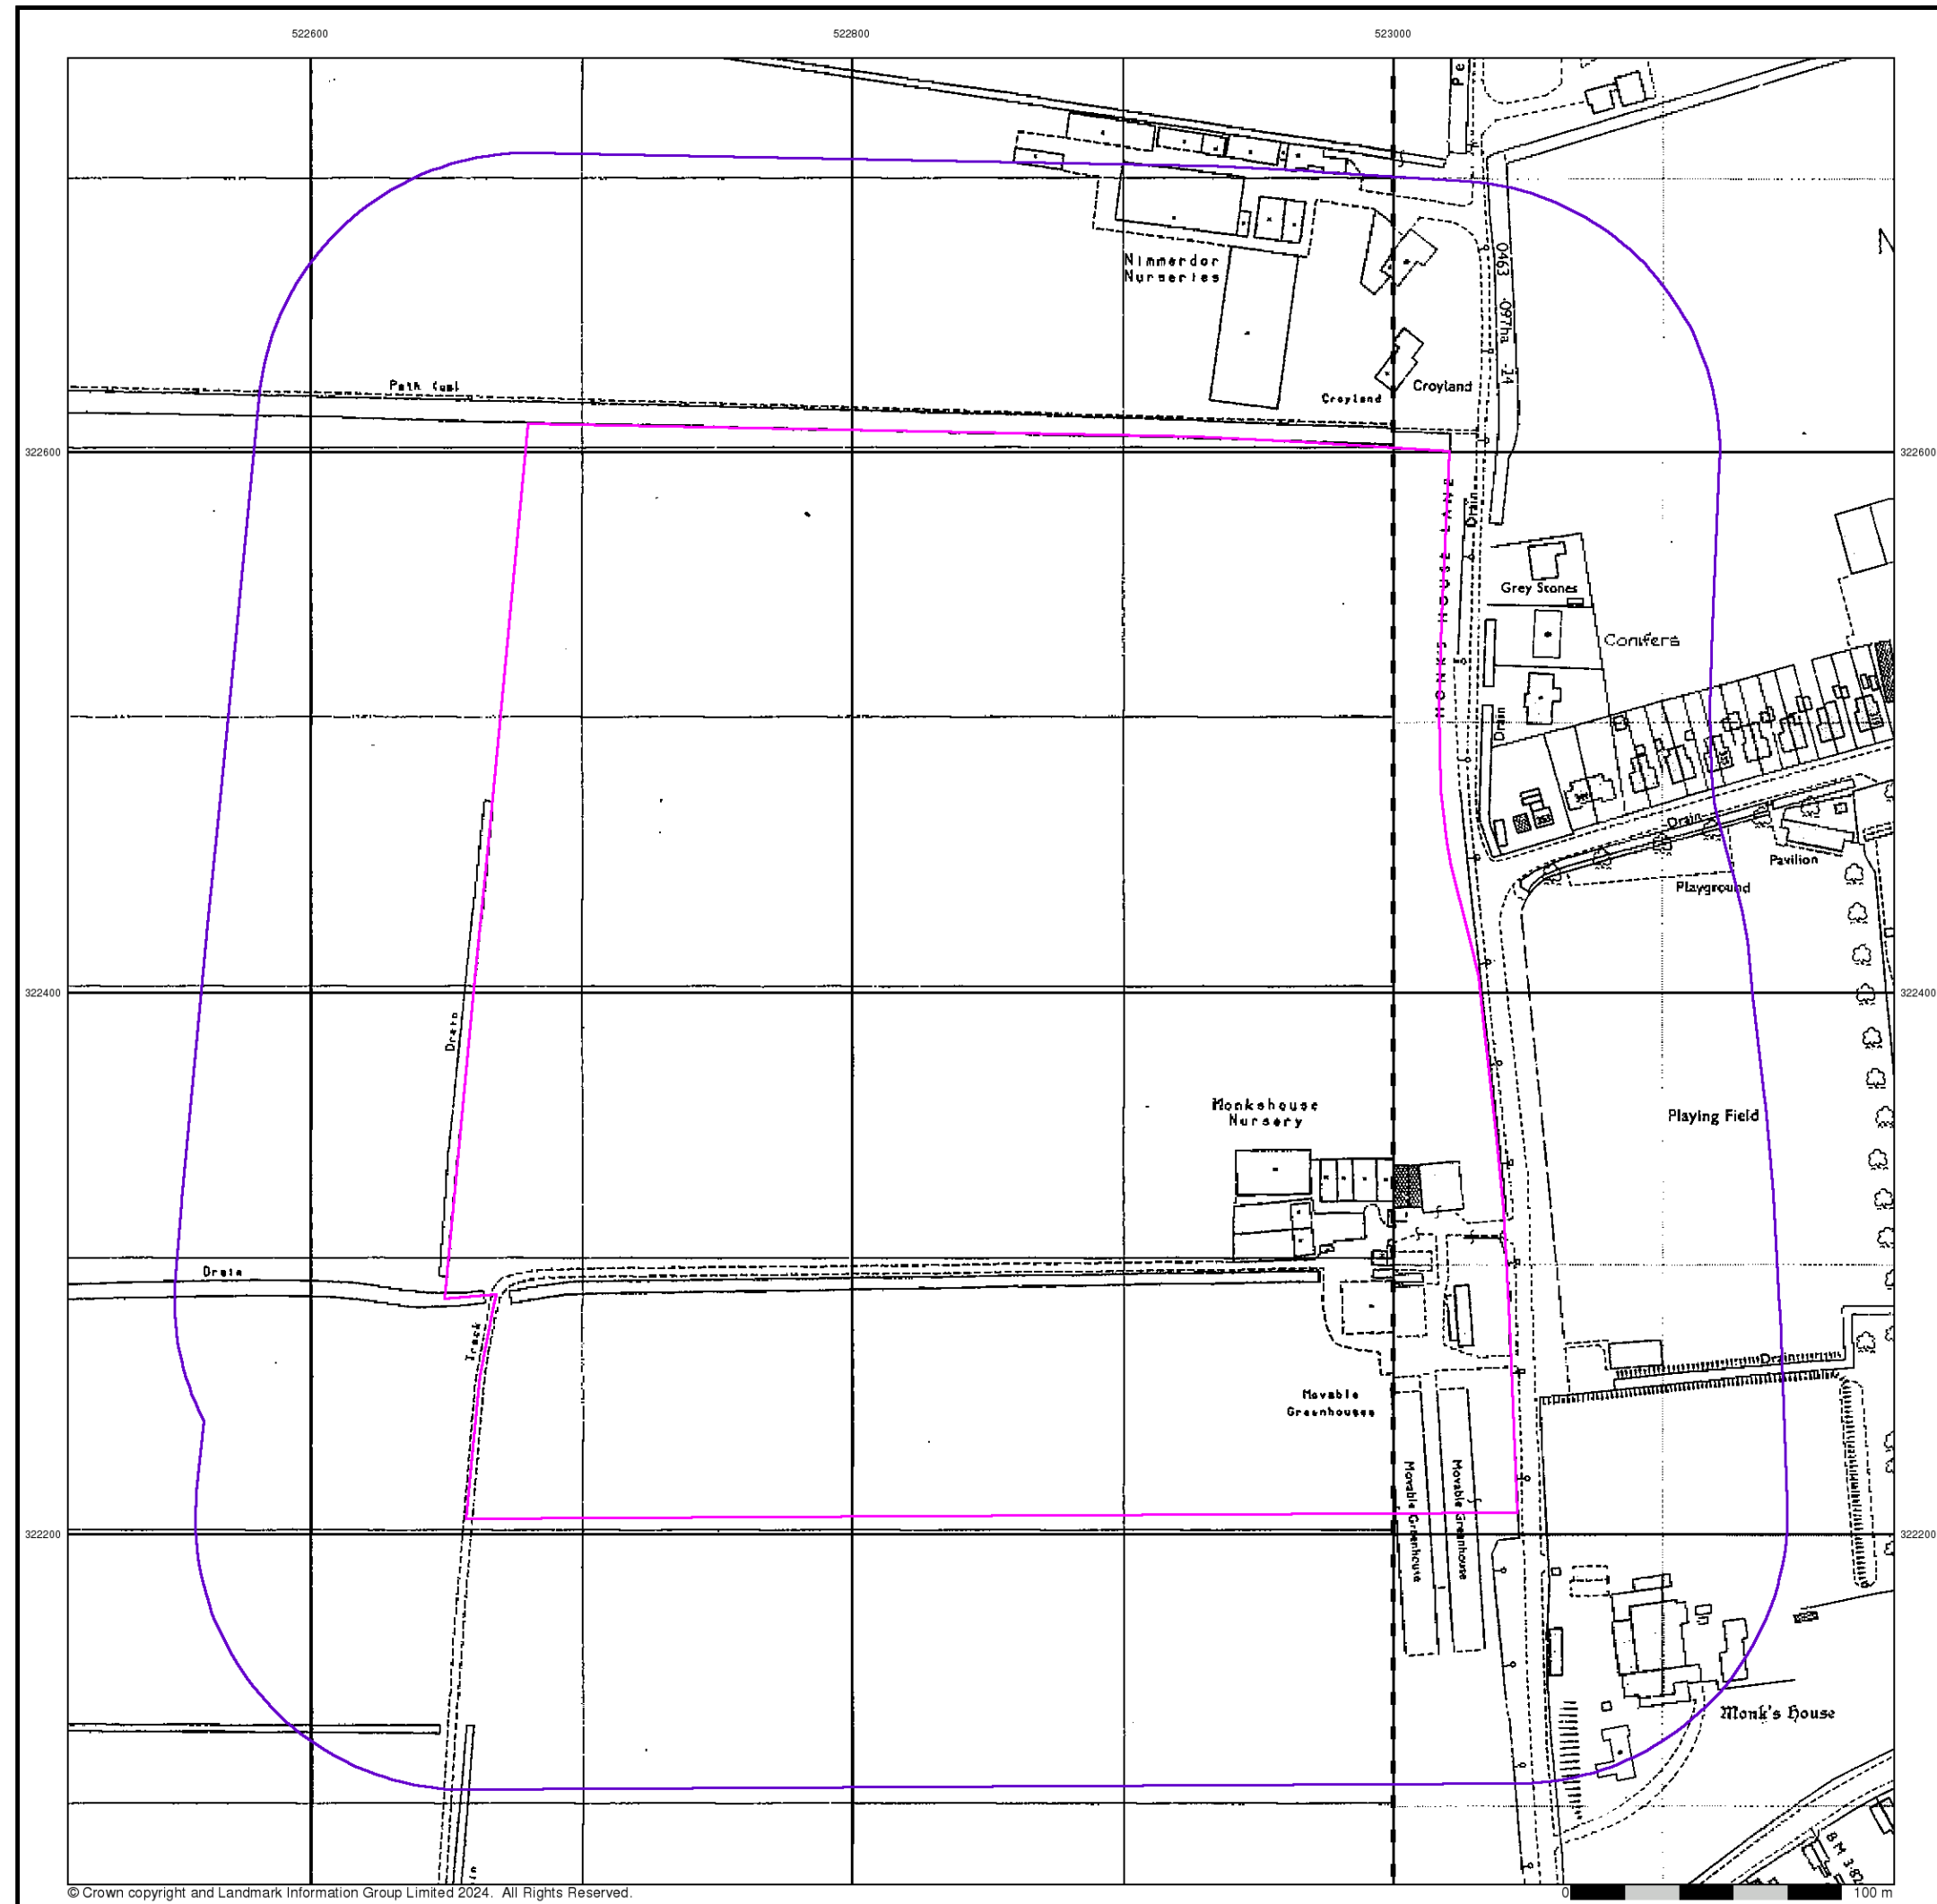 522600
522800
523000
Pe
Nimmerdor
Nurseries
0463 .097ha .24
Path (um)
Croyland
Croyland
322600
322600
MONKS HOUSE LANE
Drain
Grey Stones
Conifers
Drain
Drain
Pavilion
Playground
322400
322400
Drain
Monkshouse
Nursery
Playing Field
Drain
Track
Drain
Movable
Greenhouses
Movable Greenhouse
Movable Greenhouse
322200
322200
Monk's House
B M 3.82
© Crown copyright and Landmark Information Group Limited 2024. All Rights Reserved.
0
100 m